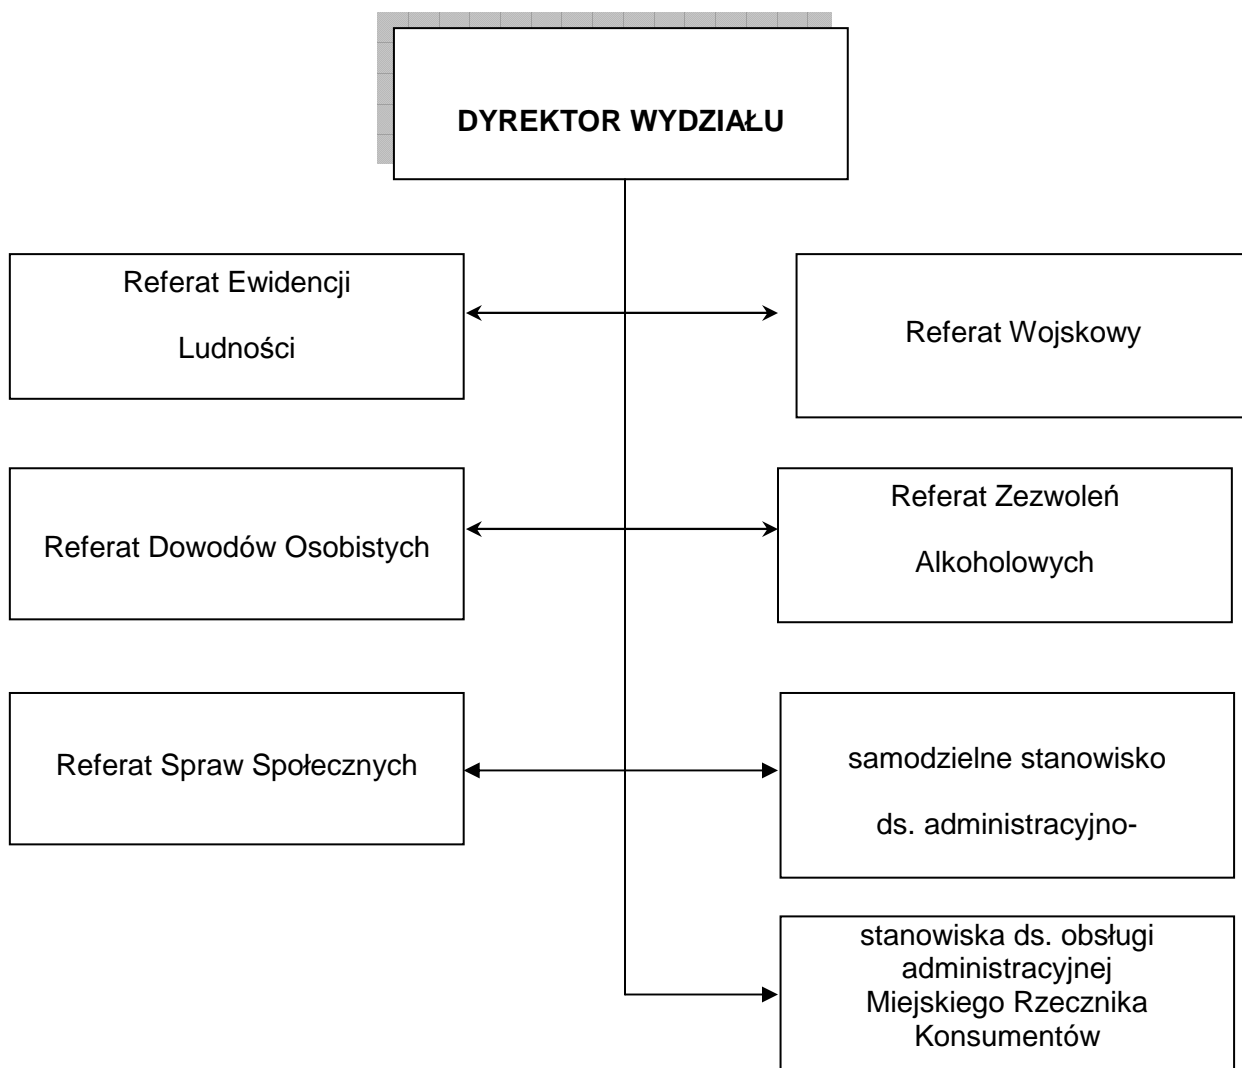 DYREKTOR WYDZIAŁU
Referat Ewidencji
Ludności
Referat Wojskowy
Referat Dowodów Osobistych
Referat Zezwoleń
Alkoholowych
Referat Spraw Społecznych
samodzielne stanowisko
ds. administracyjno-
stanowiska ds. obsługi
administracyjnej
Miejskiego Rzecznika
Konsumentów